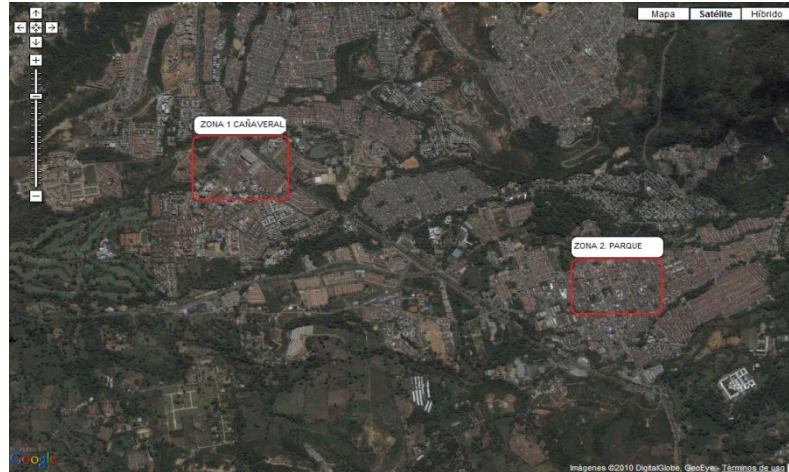 Mapa
Satélite
Híbrido
ZONA 1 CAÑAVERAL
ZONA 2. PARQUE
Google
Imágenes ©2010 DigitalGlobe, GeoEye - Términos de uso